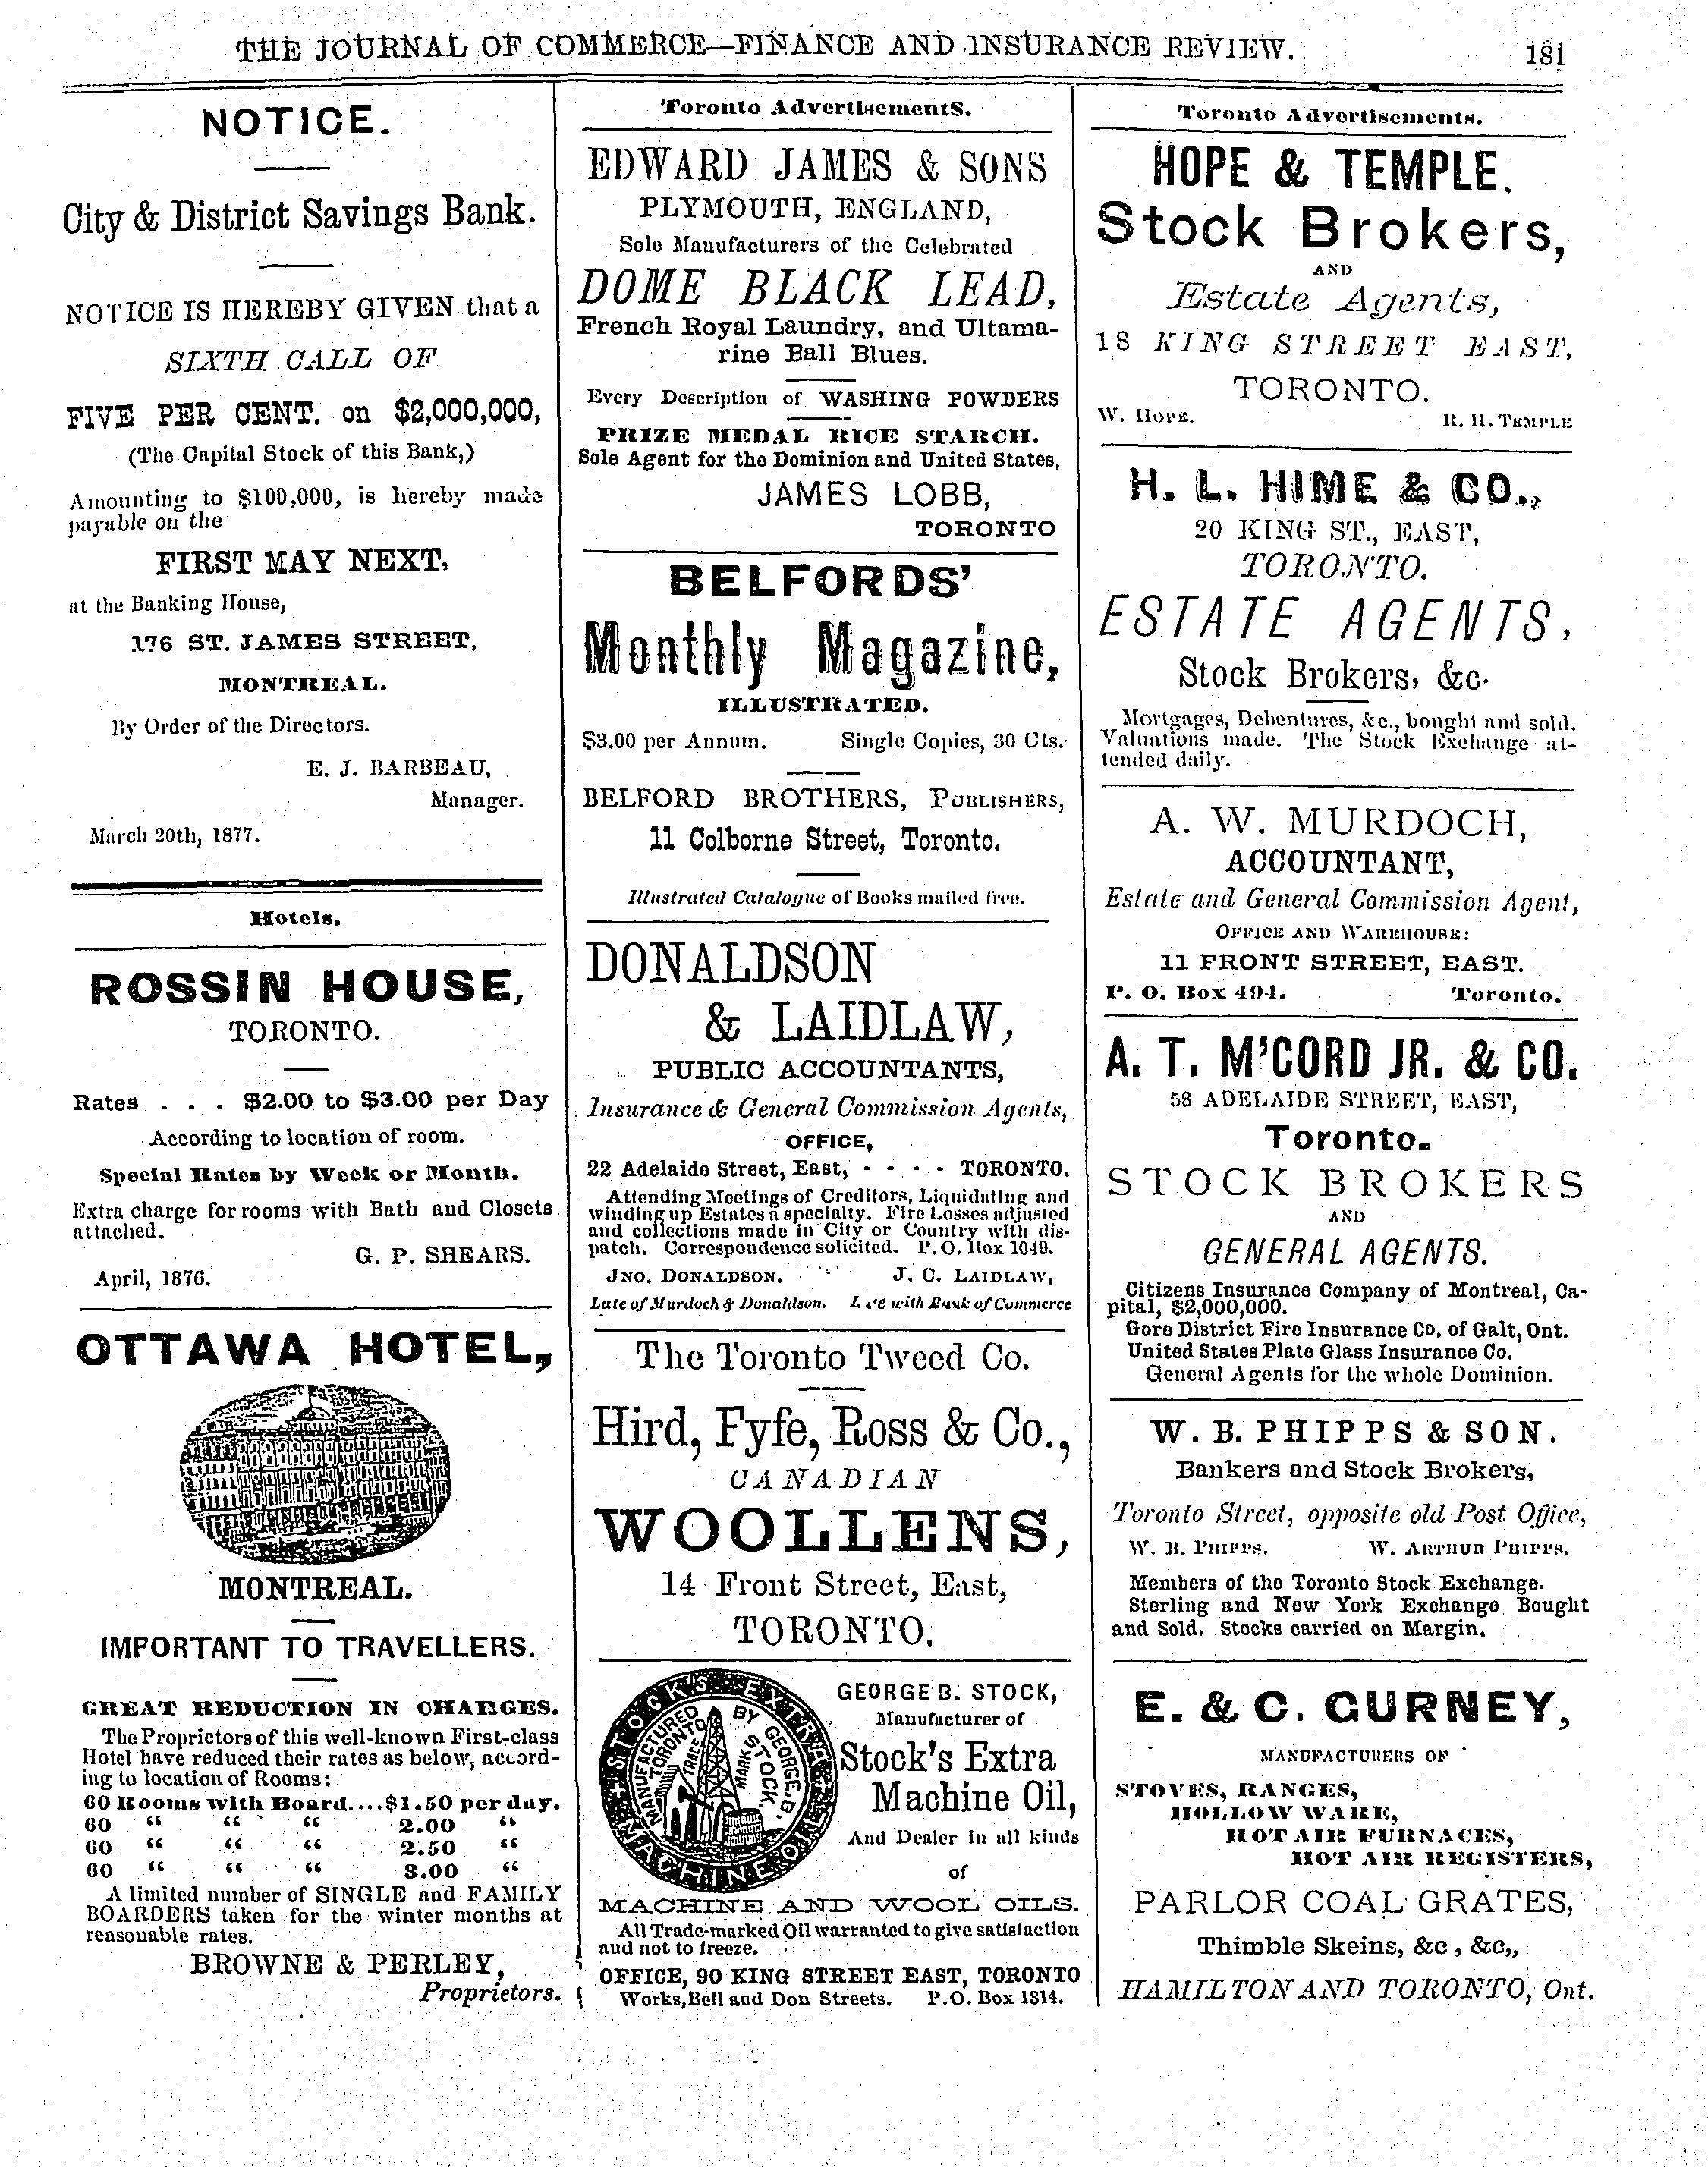 THE JOURNAL OF COMMERCE—FINANCE AND INSURANCE REVIEW. 181
NOTICE.
City & District Savings Bank.
NOTICE IS HEREBY GIVEN that a
SIXTH CALL OF
FIVE PER CENT. on $2,000,000,
(The Capital Stock of this Bank,)
Amounting to $100,000, is hereby made
payable on the
FIRST MAY NEXT,
at the Banking House,
176 ST. JAMES STREET,
MONTREAL.
By Order of the Directors.
E. J. BARBEAU,
Manager.
March 20th, 1877.
Hotels.
ROSSIN HOUSE,
TORONTO.
Rates . . . $2.00 to $3.00 per Day
According to location of room.
Special Rates by Week or Month.
Extra charge for rooms with Bath and Closets
attached.
G. P. SHEARS.
April, 1876.
OTTAWA HOTEL,
MONTREAL.
IMPORTANT TO TRAVELLERS.
GREAT REDUCTION IN CHARGES.
The Proprietors of this well-known First-class
Hotel have reduced their rates as below, accord-
ing to location of Rooms:
60 Rooms with Board....$1.50 per day.
60 “ “ “ 2.00 “
60 “ “ “ 2.50 “
60 “ “ “ 3.00 “
A limited number of SINGLE and FAMILY
BOARDERS taken for the winter months at
reasonable rates.
BROWNE & PERLEY,
Proprietors.
Toronto Advertisements.
EDWARD JAMES & SONS
PLYMOUTH, ENGLAND,
Sole Manufacturers of the Celebrated
DOME BLACK LEAD,
French Royal Laundry, and Ultama-
rine Ball Blues.
Every Description of WASHING POWDERS
PRIZE MEDAL RICE STARCH.
Sole Agent for the Dominion and United States,
JAMES LOBB,
TORONTO
BELFORDS'
Monthly Magazine,
ILLUSTRATED.
$3.00 per Annum. Single Copies, 30 Cts.
BELFORD BROTHERS, PUBLISHERS,
11 Colborne Street, Toronto.
Illustrated Catalogue of Books mailed free.
DONALDSON
& LAIDLAW,
PUBLIC ACCOUNTANTS,
Insurance & General Commission Agents,
OFFICE,
22 Adelaide Street, East, - - - - TORONTO.
Attending Meetings of Creditors, Liquidating and
winding up Estates a specialty. Fire Losses adjusted
and collections made in City or Country with dis-
patch. Correspondence solicited. P.O. Box 1049.
JNO. DONALDSON. J. C. LAIDLAW,
Late of Murdoch & Donaldson. Late with Bank of Commerce
The Toronto Tweed Co.
Hird, Fyfe, Ross & Co.,
CANADIAN
WOOLLENS,
14 Front Street, East,
TORONTO.
STOCK'S EXTRA MACHINE OIL
MANUFACTURED BY GEORGE. B. STOCK.
TORONTO
TRADE MARK
GEORGE B. STOCK,
Manufacturer of
Stock's Extra
Machine Oil,
And Dealer in all kinds
of
MACHINE AND WOOL OILS.
All Trade-marked Oil warranted to give satisfaction
and not to freeze.
OFFICE, 90 KING STREET EAST, TORONTO
Works, Bell and Don Streets. P.O. Box 1314.
Toronto Advertisements.
HOPE & TEMPLE,
Stock Brokers,
AND
Estate Agents,
18 KING STREET EAST,
TORONTO.
W. HOPE. R. H. TEMPLE
H. L. HIME & CO.,
20 KING ST., EAST,
TORONTO.
ESTATE AGENTS,
Stock Brokers, &c.
Mortgages, Debentures, &c., bought and sold.
Valuations made. The Stock Exchange at-
tended daily.
A. W. MURDOCH,
ACCOUNTANT,
Estate and General Commission Agent,
OFFICE AND WAREHOUSE:
11 FRONT STREET, EAST.
P. O. Box 494. Toronto.
A. T. M'CORD JR. & CO.
58 ADELAIDE STREET, EAST,
Toronto.
STOCK BROKERS
AND
GENERAL AGENTS.
Citizens Insurance Company of Montreal, Ca-
pital, $2,000,000.
Gore District Fire Insurance Co. of Galt, Ont.
United States Plate Glass Insurance Co.
General Agents for the whole Dominion.
W. B. PHIPPS & SON.
Bankers and Stock Brokers,
Toronto Street, opposite old Post Office,
W. B. PHIPPS. W. ARTHUR PHIPPS.
Members of the Toronto Stock Exchange.
Sterling and New York Exchange Bought
and Sold. Stocks carried on Margin.
E. & C. GURNEY,
MANUFACTURERS OF
STOVES, RANGES,
HOLLOW WARE,
HOT AIR FURNACES,
HOT AIR REGISTERS,
PARLOR COAL GRATES,
Thimble Skeins, &c , &c,,
HAMILTON AND TORONTO, Ont.